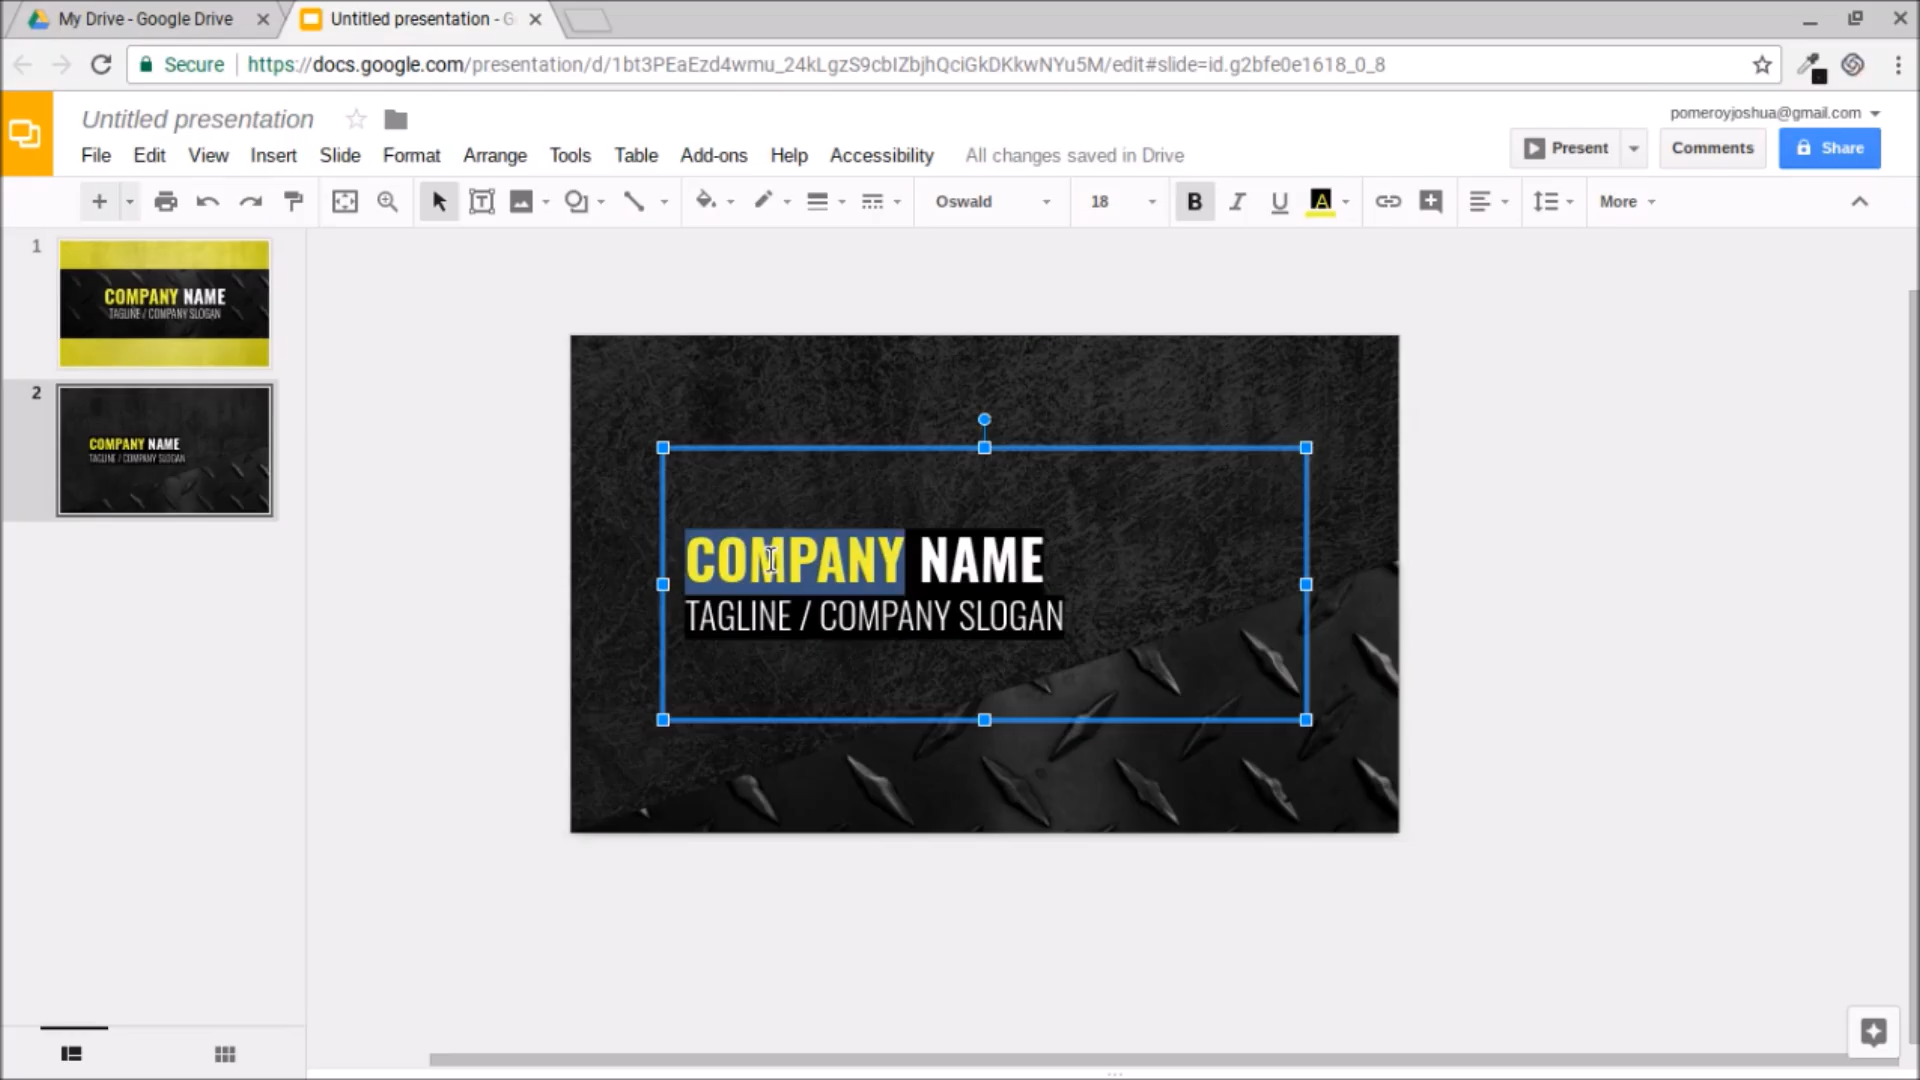 My Drive - Google Drive
Untitled presentation - G
Secure
https://docs.google.com/presentation/d/1bt3PEaEzd4wmu_24kLgzS9cbIZbjhQciGkDKkwNYu5M/edit#slide=id.g2bfe0e1618_0_8
Untitled presentation
pomeroyjoshua@gmail.com
File Edit View Insert Slide Format Arrange Tools Table Add-ons Help Accessibility All changes saved in Drive
Present Comments Share
Oswald 18 B I U A More
1
COMPANY NAME
TAGLINE / COMPANY SLOGAN
2
COMPANY NAME
TAGLINE / COMPANY SLOGAN
COMPANY NAME
TAGLINE / COMPANY SLOGAN